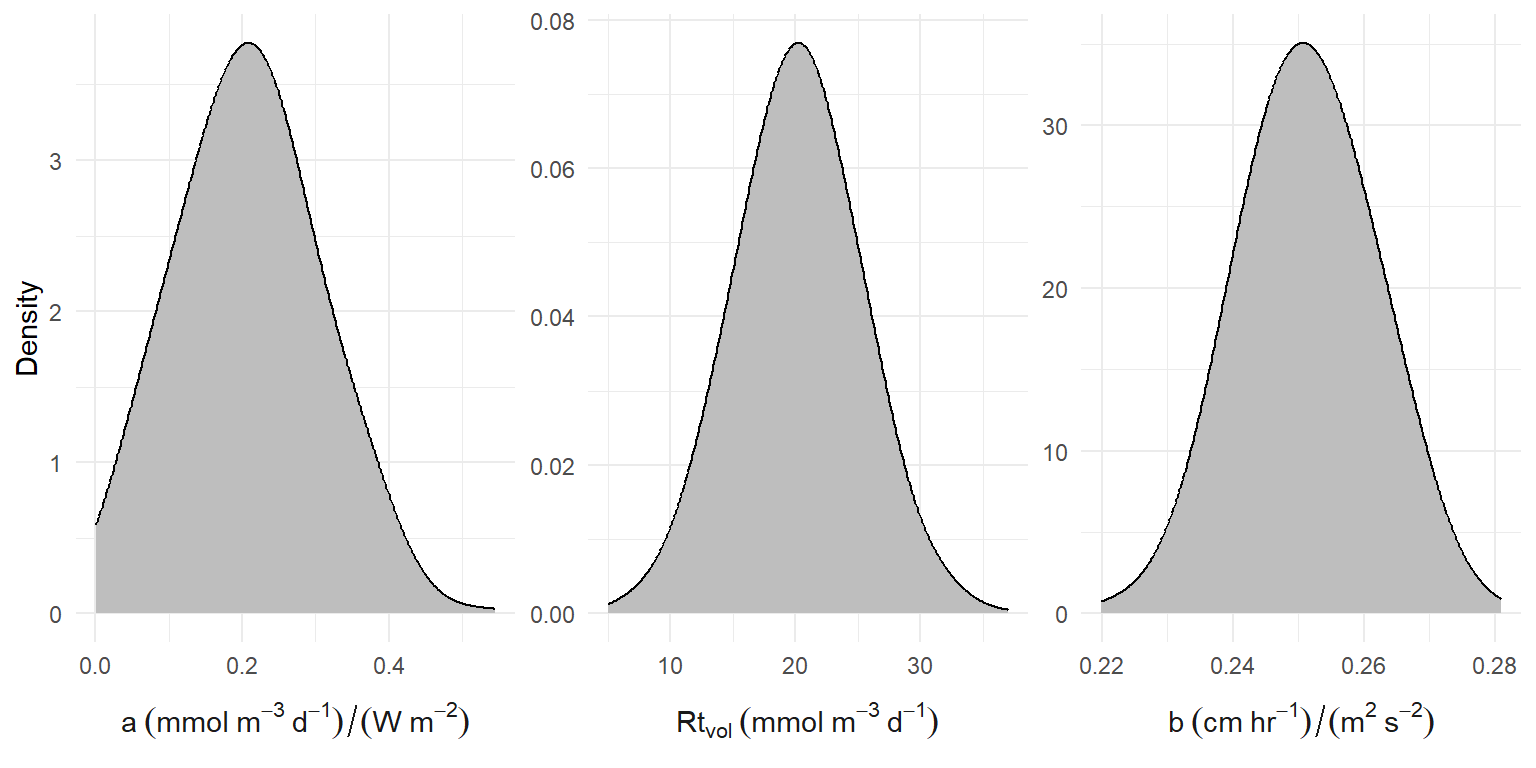 Density
3
2
1
0
0.0 0.2 0.4
a (mmol m⁻³ d⁻¹)/(W m⁻²)
0.08
0.06
0.04
0.02
0.00
10 20 30
Rtvol (mmol m⁻³ d⁻¹)
30
20
10
0
0.22 0.24 0.26 0.28
b (cm hr⁻¹)/(m² s⁻²)